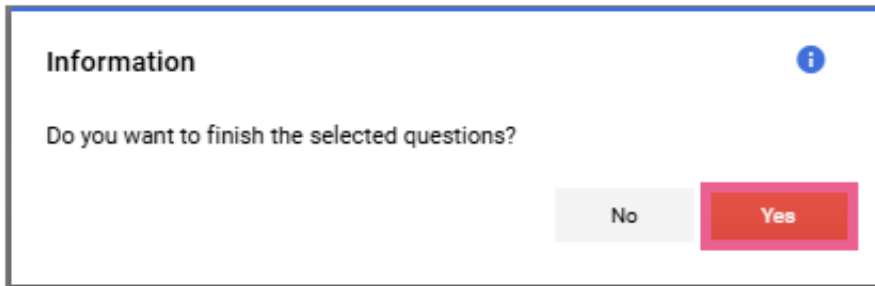 Information
Do you want to finish the selected questions?
No
Yes